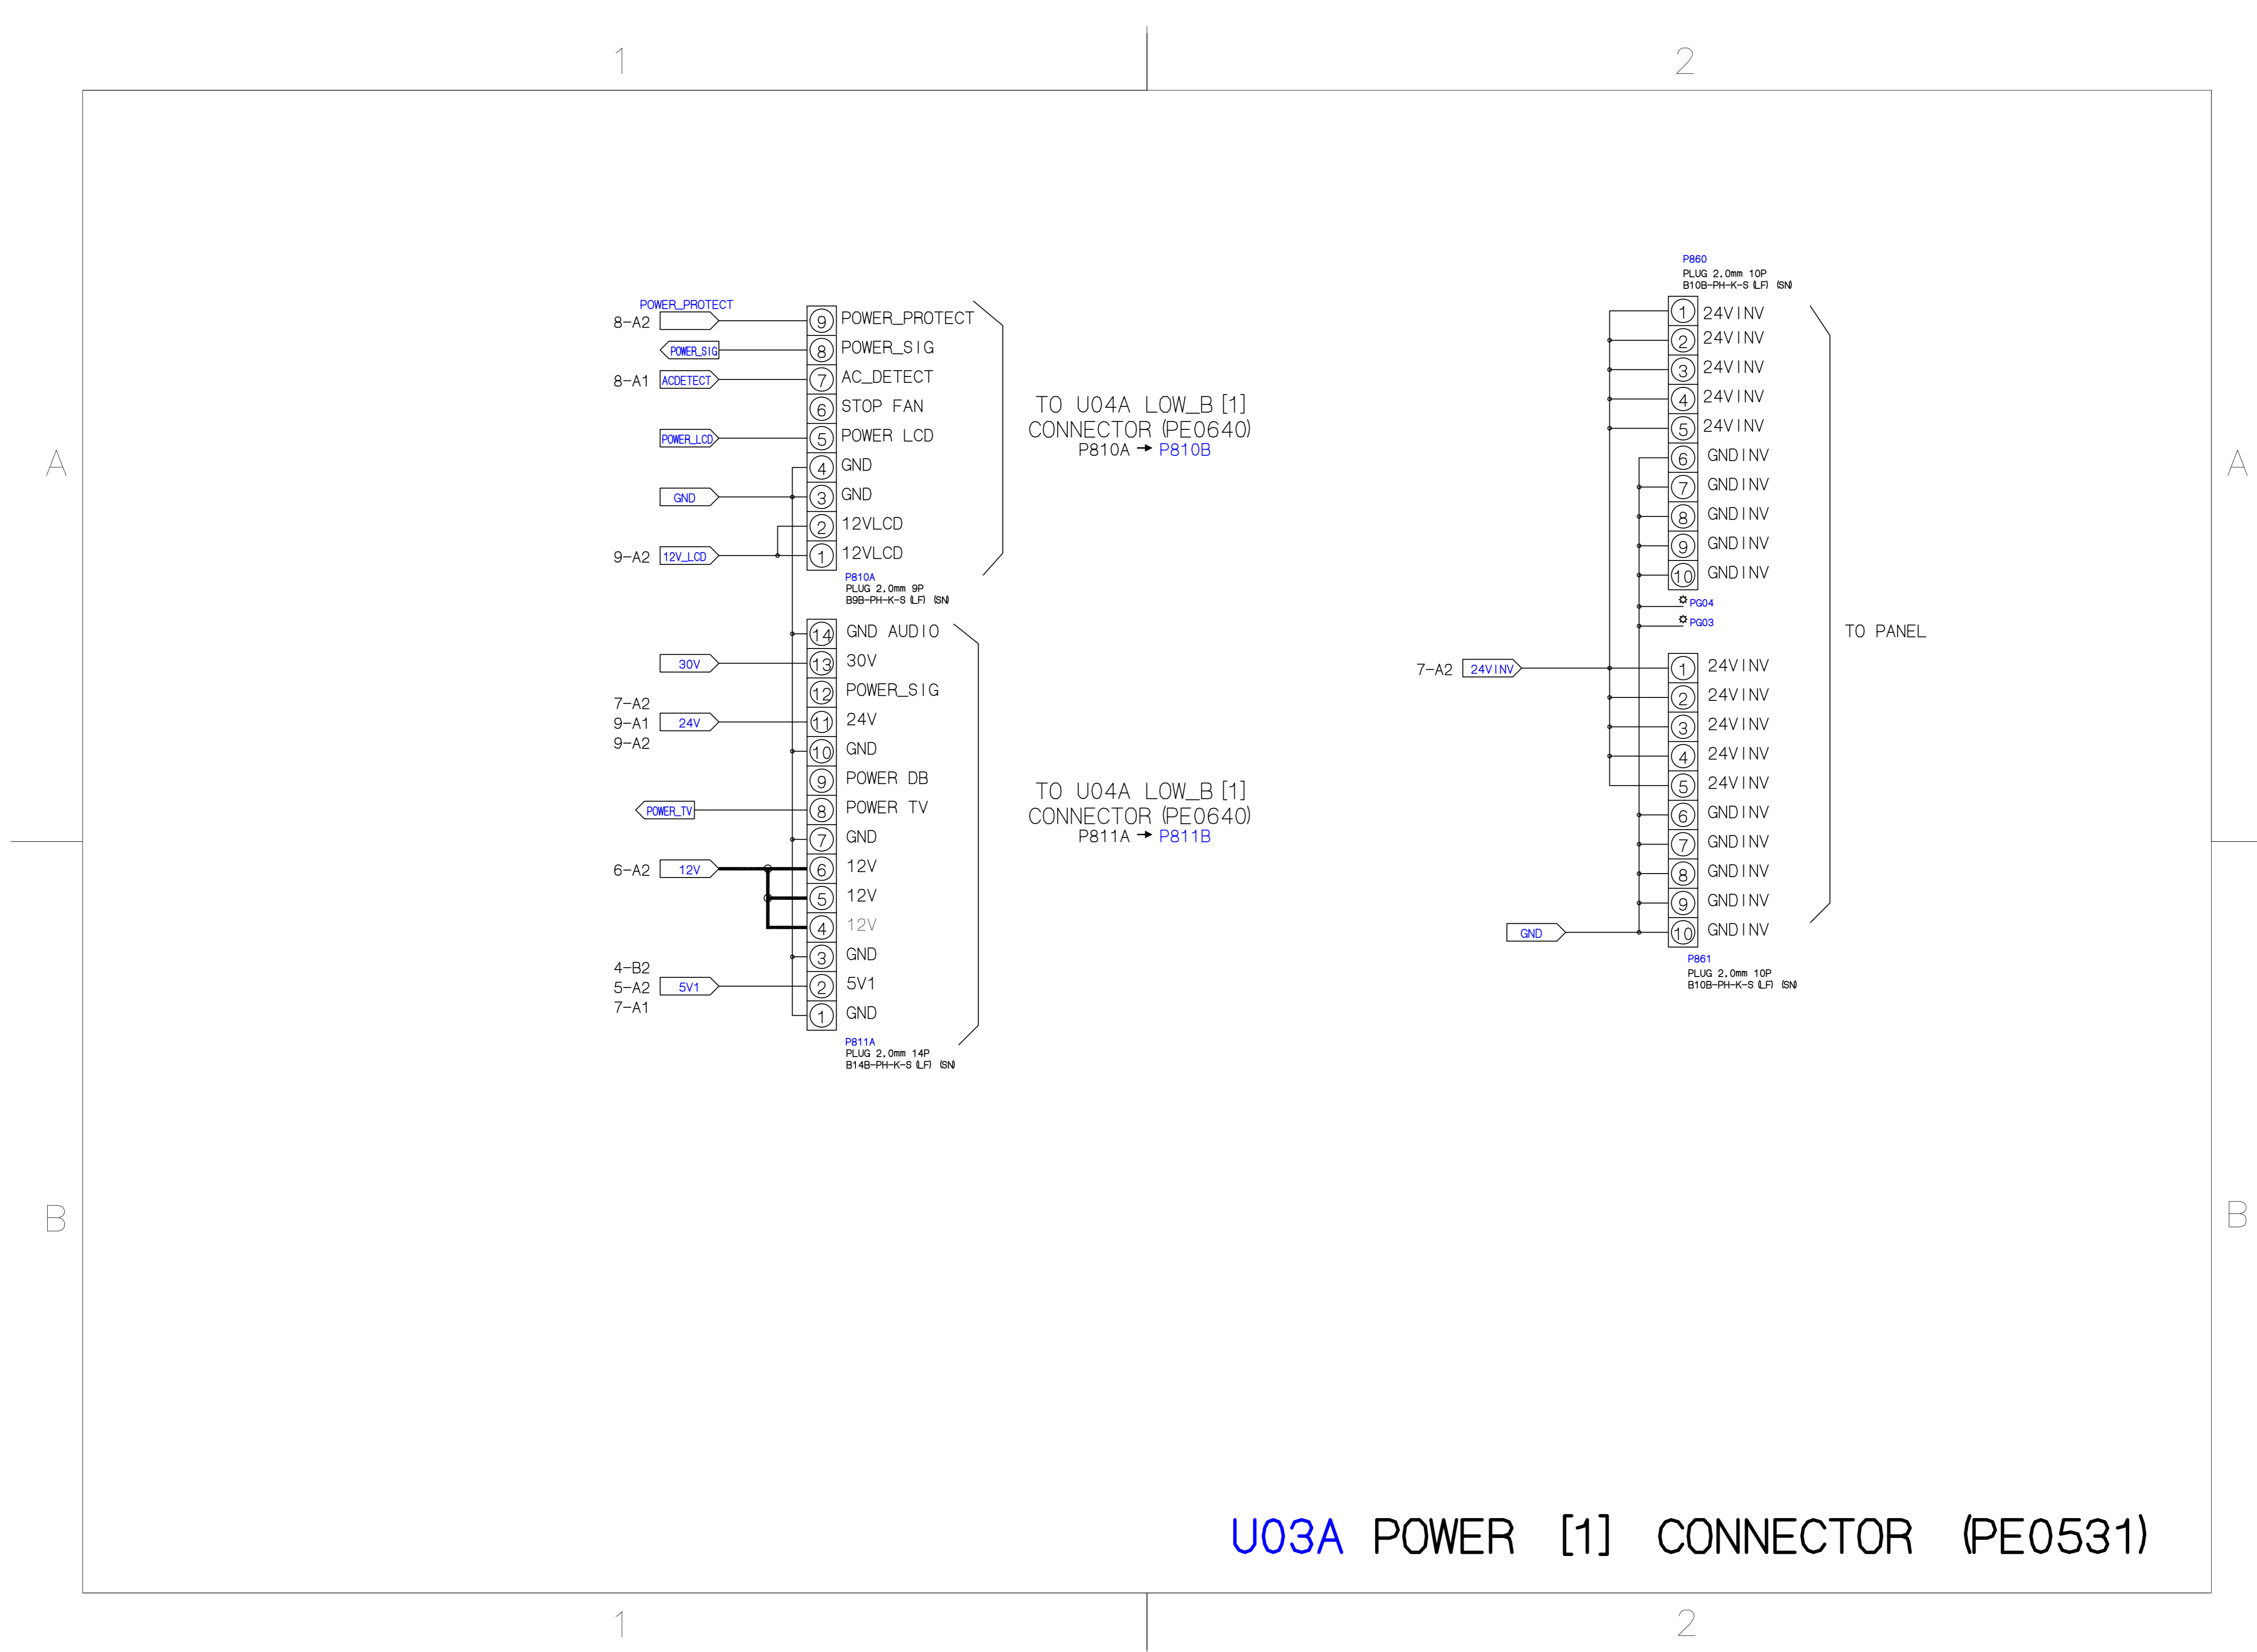 1
2
A
A
B
B
POWER_PROTECT
8-A2
9 POWER_PROTECT
POWER_SIG 8 POWER_SIG
8-A1 ACDETECT 7 AC_DETECT
6 STOP FAN
POWER_LCD 5 POWER LCD
4 GND
GND 3 GND
2 12VLCD
9-A2 12V_LCD 1 12VLCD
P810A
PLUG 2.0mm 9P
B9B-PH-K-S (LF) (SN)
TO U04A LOW_B [1]
CONNECTOR (PE0640)
P810A → P810B
14 GND AUDIO
30V 13 30V
12 POWER_SIG
7-A2
9-A1 24V 11 24V
9-A2
10 GND
9 POWER DB
POWER_TV 8 POWER TV
7 GND
6-A2 12V 6 12V
5 12V
4 12V
3 GND
4-B2
5-A2 5V1 2 5V1
7-A1
1 GND
P811A
PLUG 2.0mm 14P
B14B-PH-K-S (LF) (SN)
TO U04A LOW_B [1]
CONNECTOR (PE0640)
P811A → P811B
P860
PLUG 2.0mm 10P
B10B-PH-K-S (LF) (SN)
1 24VINV
2 24VINV
3 24VINV
4 24VINV
5 24VINV
6 GNDINV
7 GNDINV
8 GNDINV
9 GNDINV
10 GNDINV
PG04
PG03
TO PANEL
7-A2 24VINV 1 24VINV
2 24VINV
3 24VINV
4 24VINV
5 24VINV
6 GNDINV
7 GNDINV
8 GNDINV
9 GNDINV
GND 10 GNDINV
P861
PLUG 2.0mm 10P
B10B-PH-K-S (LF) (SN)
U03A POWER [1] CONNECTOR (PE0531)
1
2